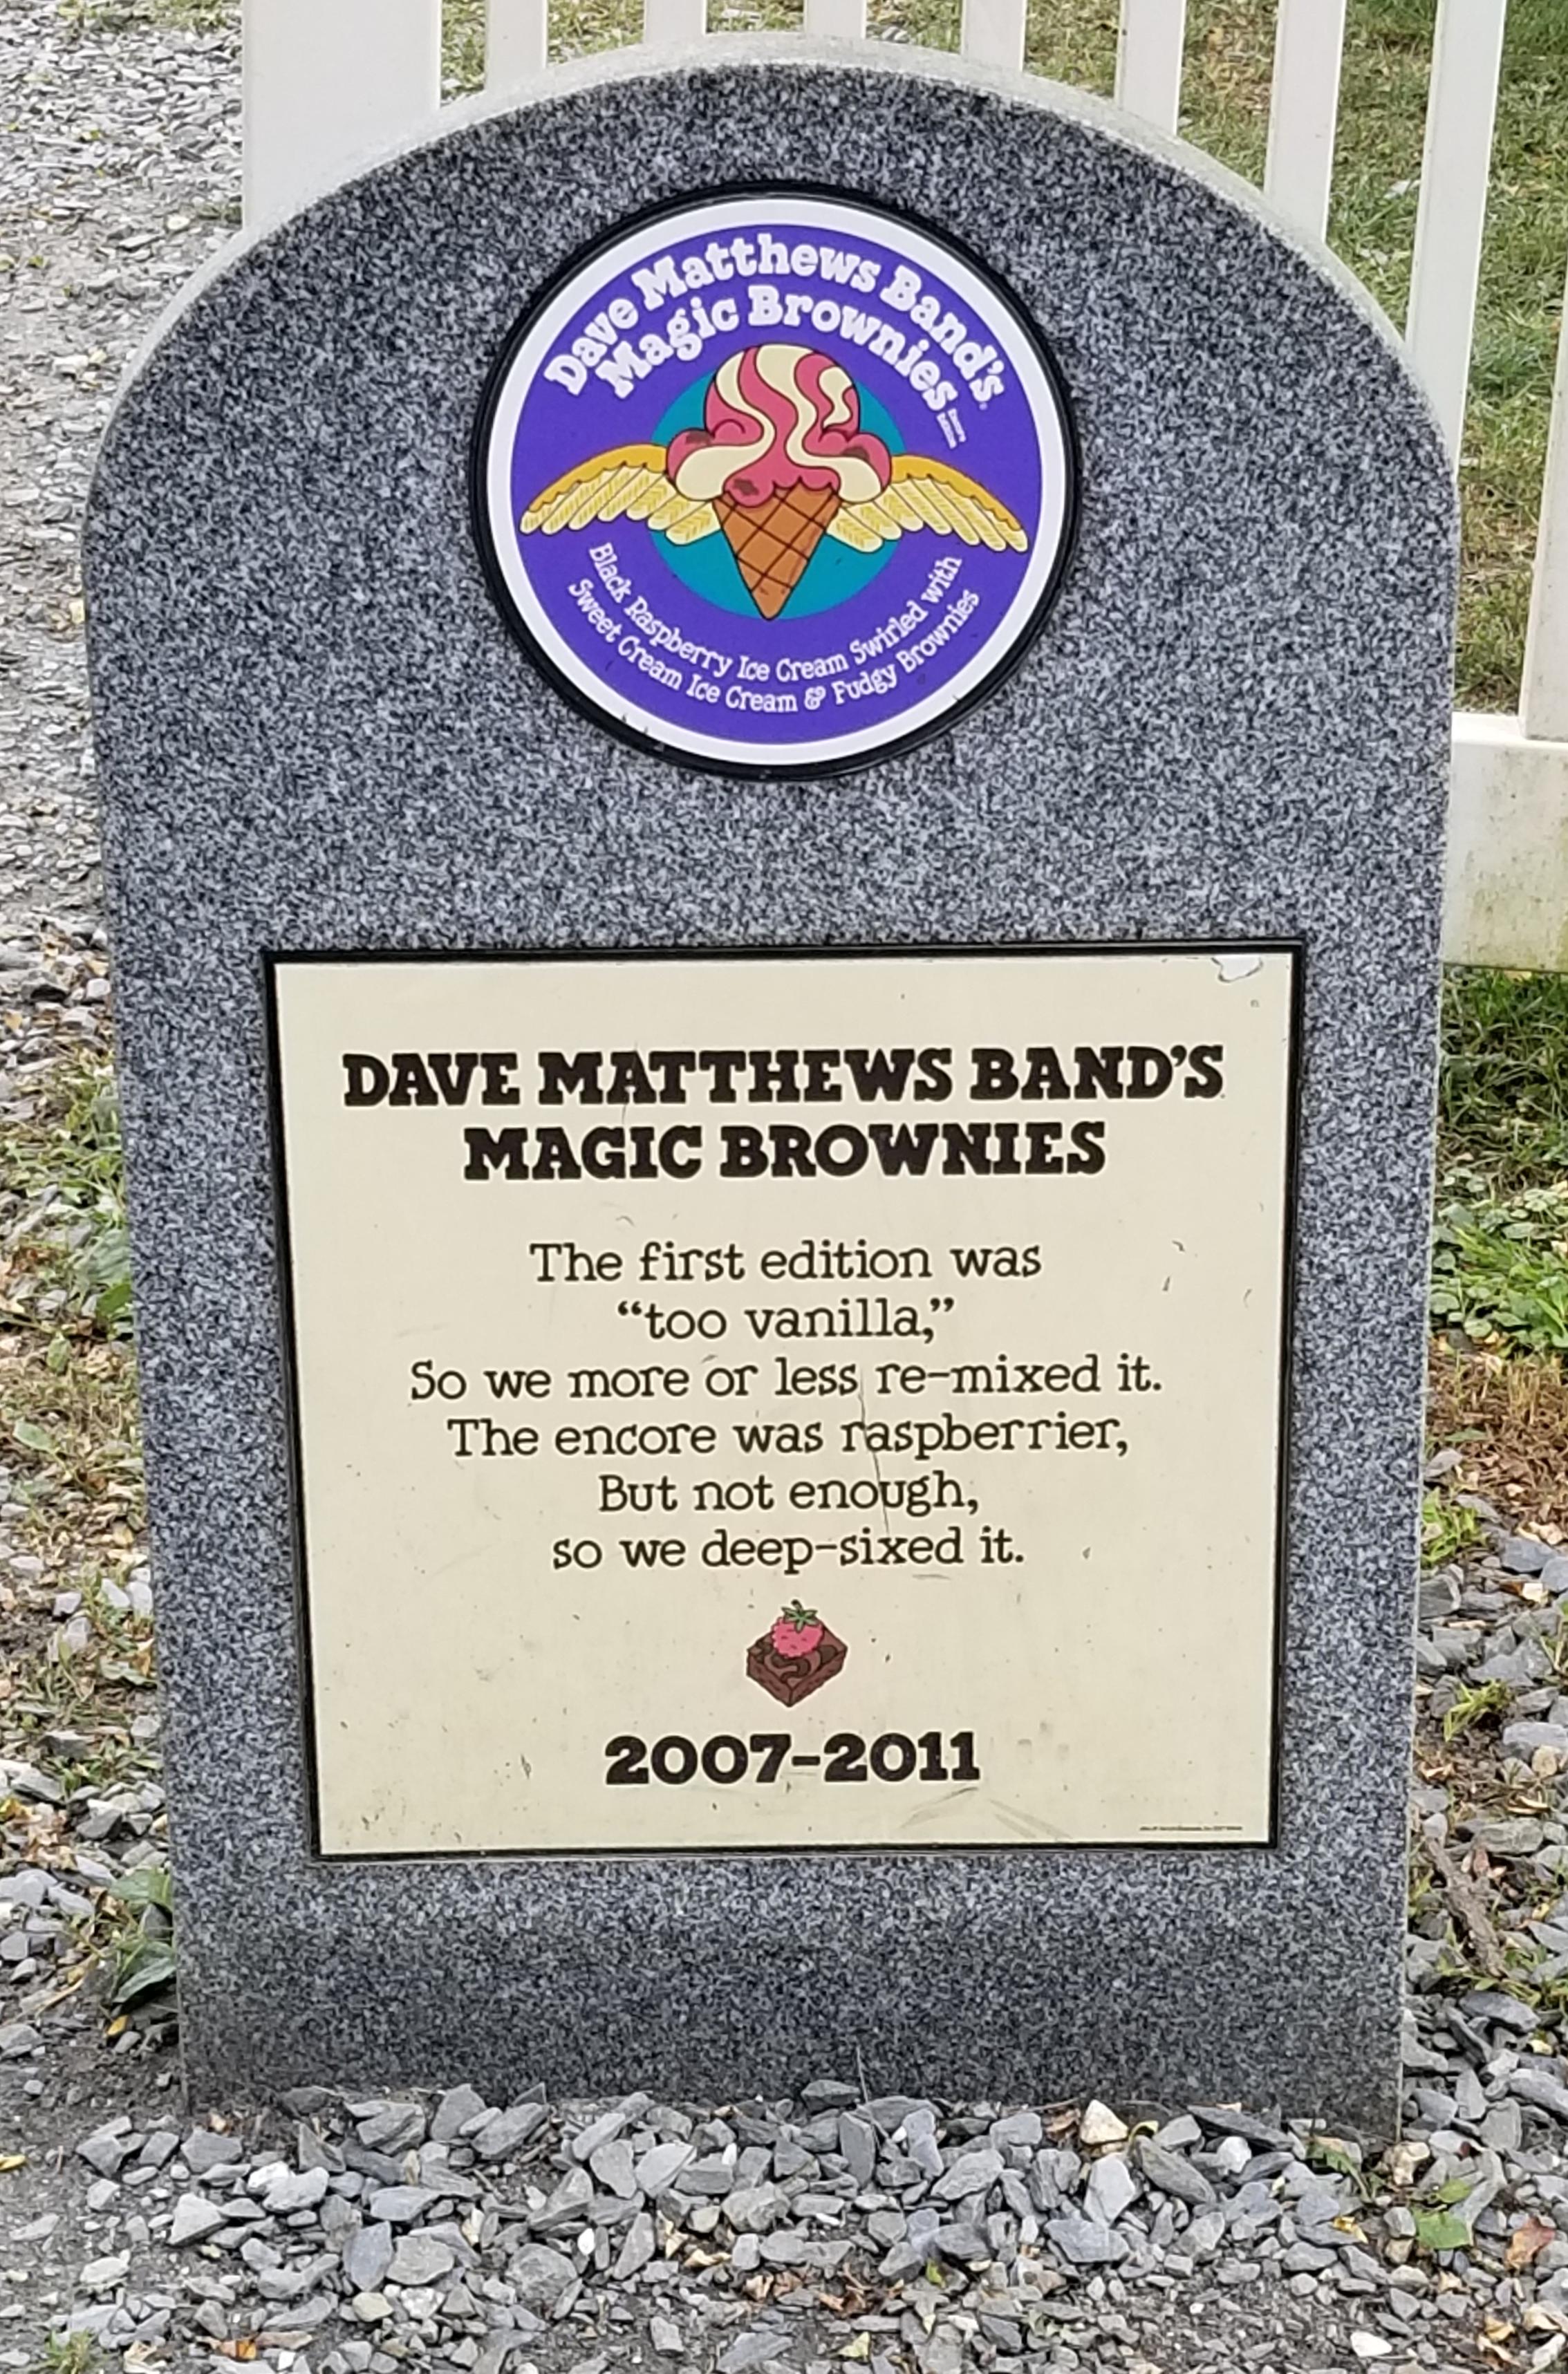 Dave Matthews Band's
Magic Brownies
Black Raspberry Ice Cream Swirled with
Sweet Cream Ice Cream & Fudgy Brownies
DAVE MATTHEWS BAND'S
MAGIC BROWNIES
The first edition was
“too vanilla,”
So we more or less re-mixed it.
The encore was raspberrier,
But not enough,
so we deep-sixed it.
2007-2011